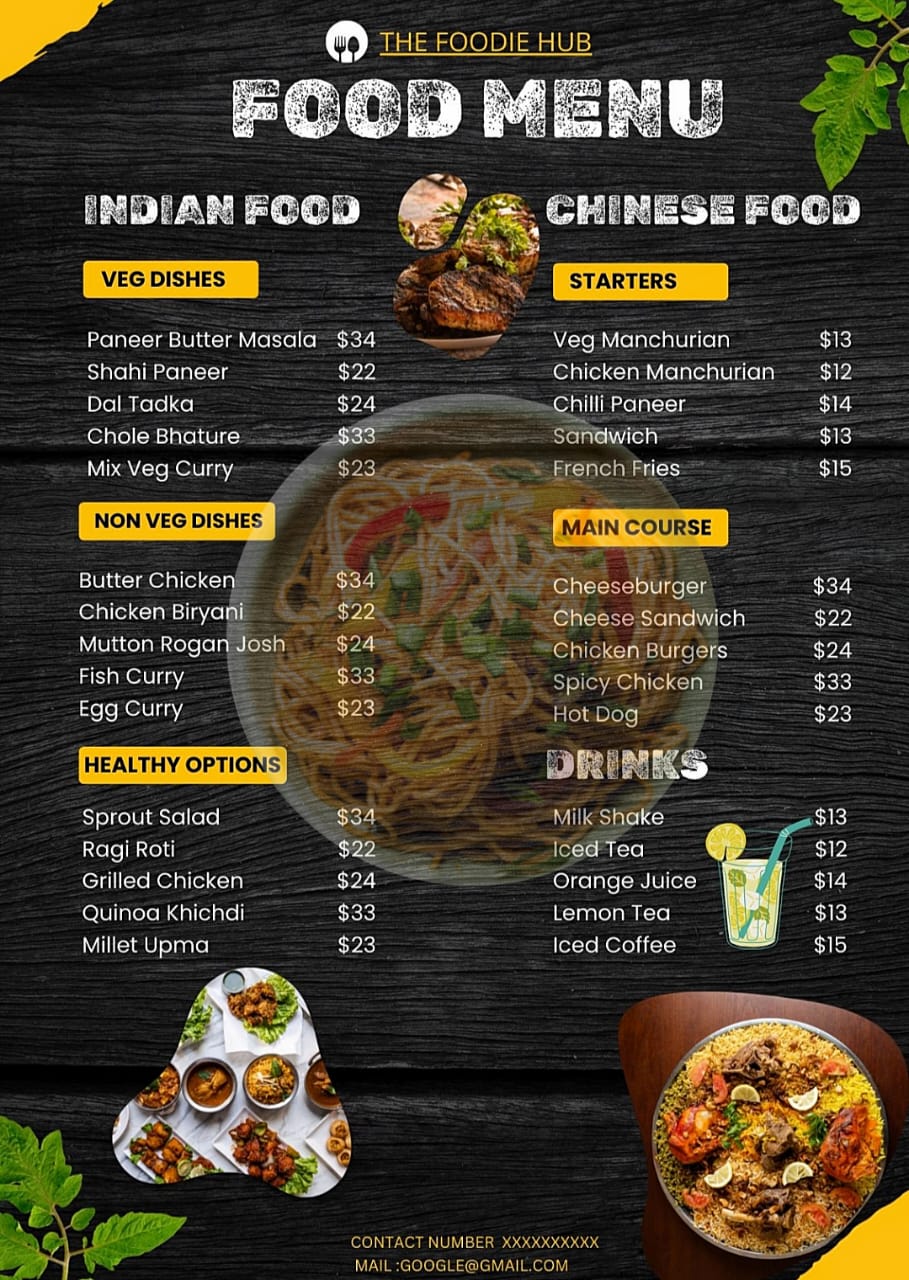 THE FOODIE HUB
FOOD MENU
INDIAN FOOD
VEG DISHES
Paneer Butter Masala $34
Shahi Paneer $22
Dal Tadka $24
Chole Bhature $33
Mix Veg Curry $23
NON VEG DISHES
Butter Chicken $34
Chicken Biryani $22
Mutton Rogan Josh $24
Fish Curry $33
Egg Curry $23
HEALTHY OPTIONS
Sprout Salad $34
Ragi Roti $22
Grilled Chicken $24
Quinoa Khichdi $33
Millet Upma $23
CHINESE FOOD
STARTERS
Veg Manchurian $13
Chicken Manchurian $12
Chilli Paneer $14
Sandwich $13
French Fries $15
MAIN COURSE
Cheeseburger $34
Cheese Sandwich $22
Chicken Burgers $24
Spicy Chicken $33
Hot Dog $23
DRINKS
Milk Shake $13
Iced Tea $12
Orange Juice $14
Lemon Tea $13
Iced Coffee $15
CONTACT NUMBER XXXXXXXXXX
MAIL :GOOGLE@GMAIL.COM